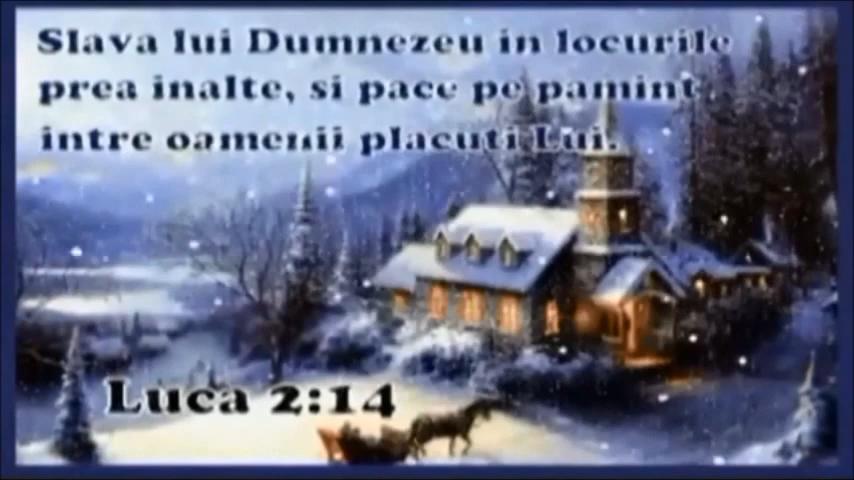 Slava lui Dumnezeu in locurile
prea inalte, si pace pe pamint
intre oamenii placuti Lui.
Luca 2:14